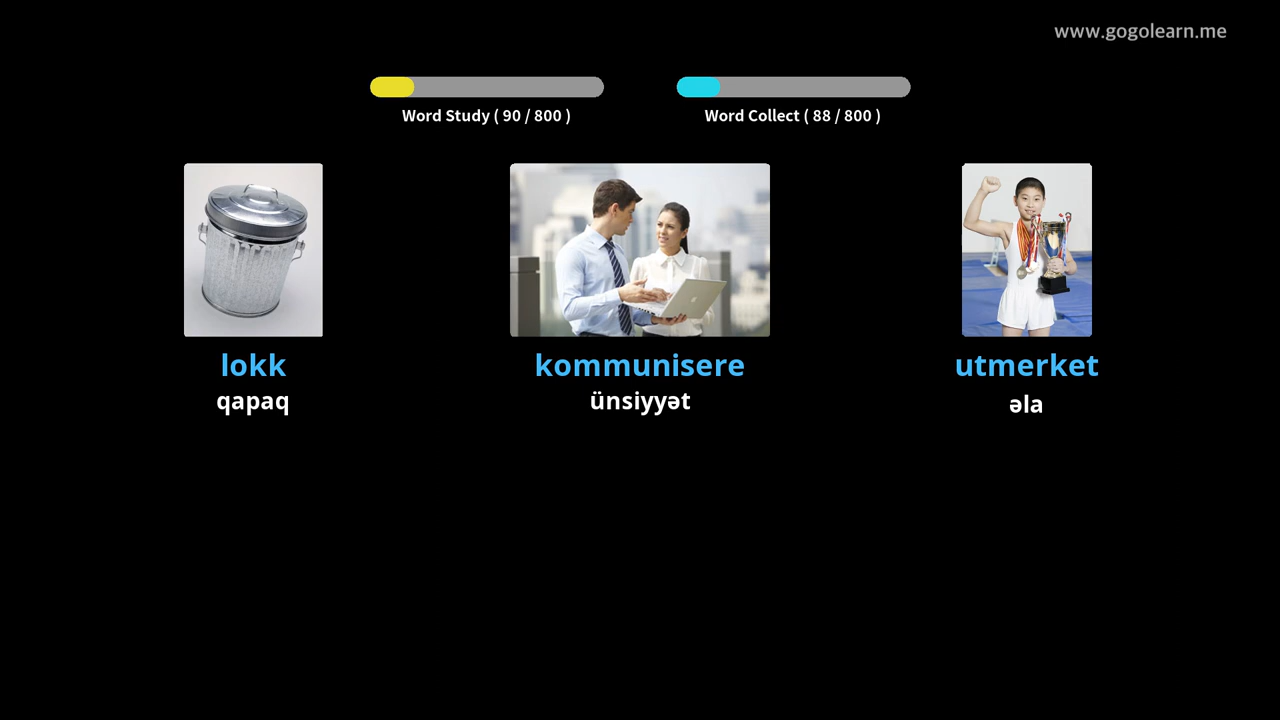 www.gogolearn.me
Word Study ( 90 / 800 )
Word Collect ( 88 / 800 )
lokk
qapaq
kommunisere
ünsiyyət
utmerket
əla